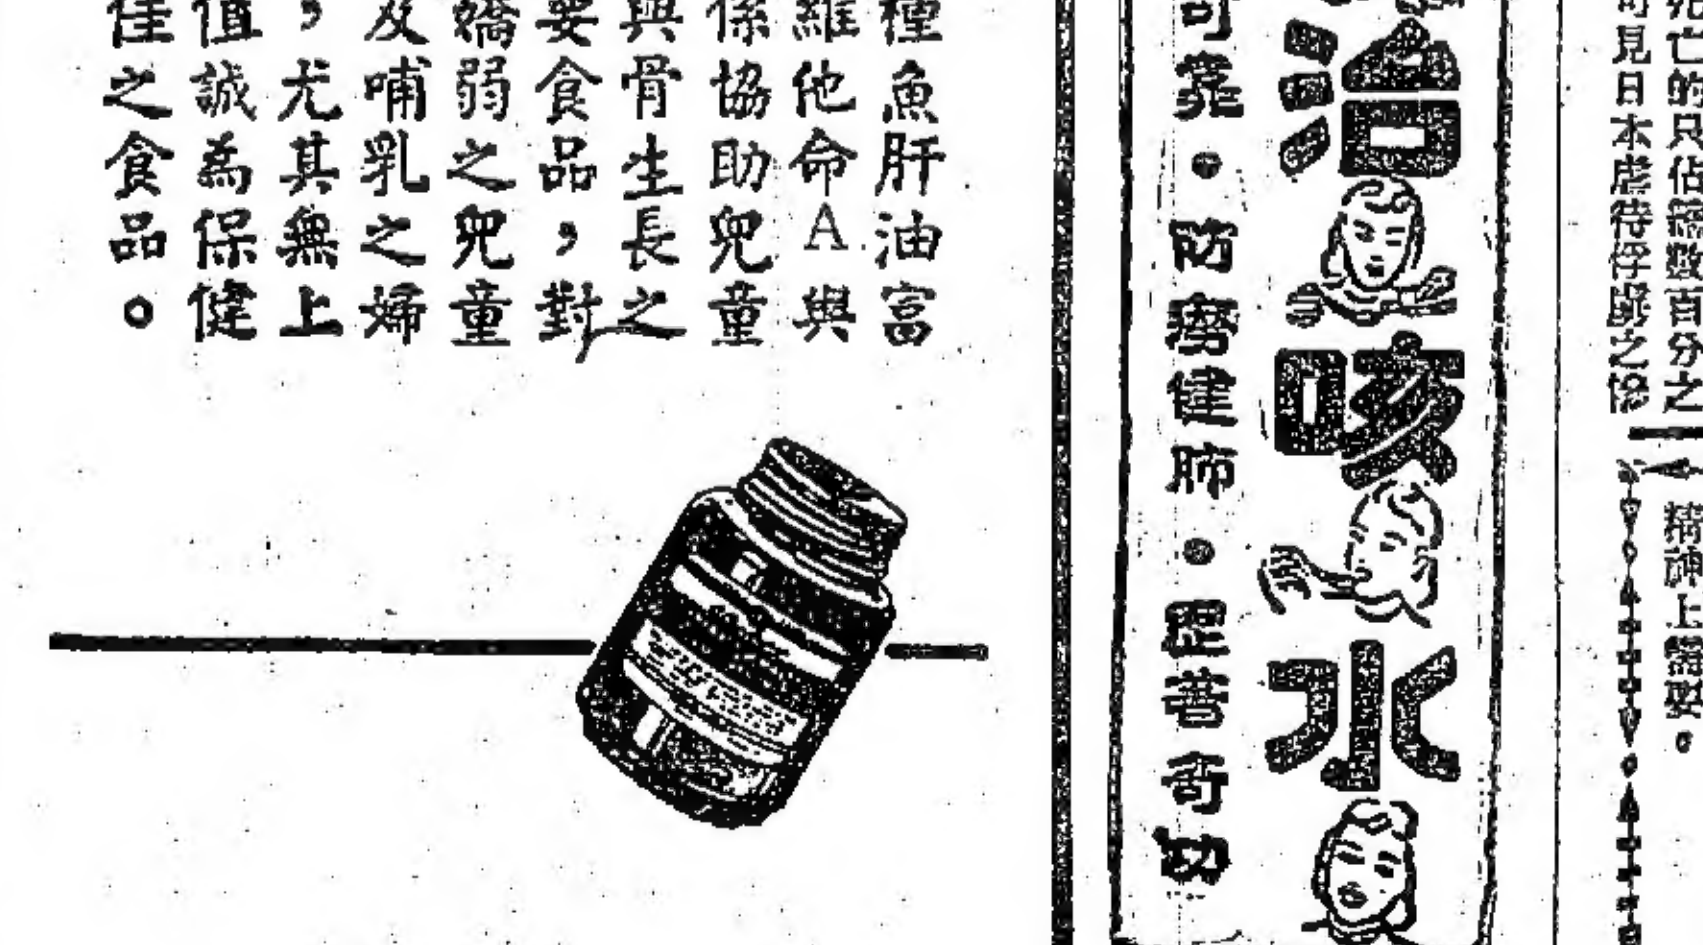 死亡的只佔總數百分之
可見日本虐待俘虜之慘
精神上需要。
治咳水
可靠・防癆健肺・具善奇功
種魚肝油富
維他命A與
係協助兒童
與骨生長之
要食品，對
嬌弱之兒童
及哺乳之婦
，尤其無上
值誠為保健
佳之食品。